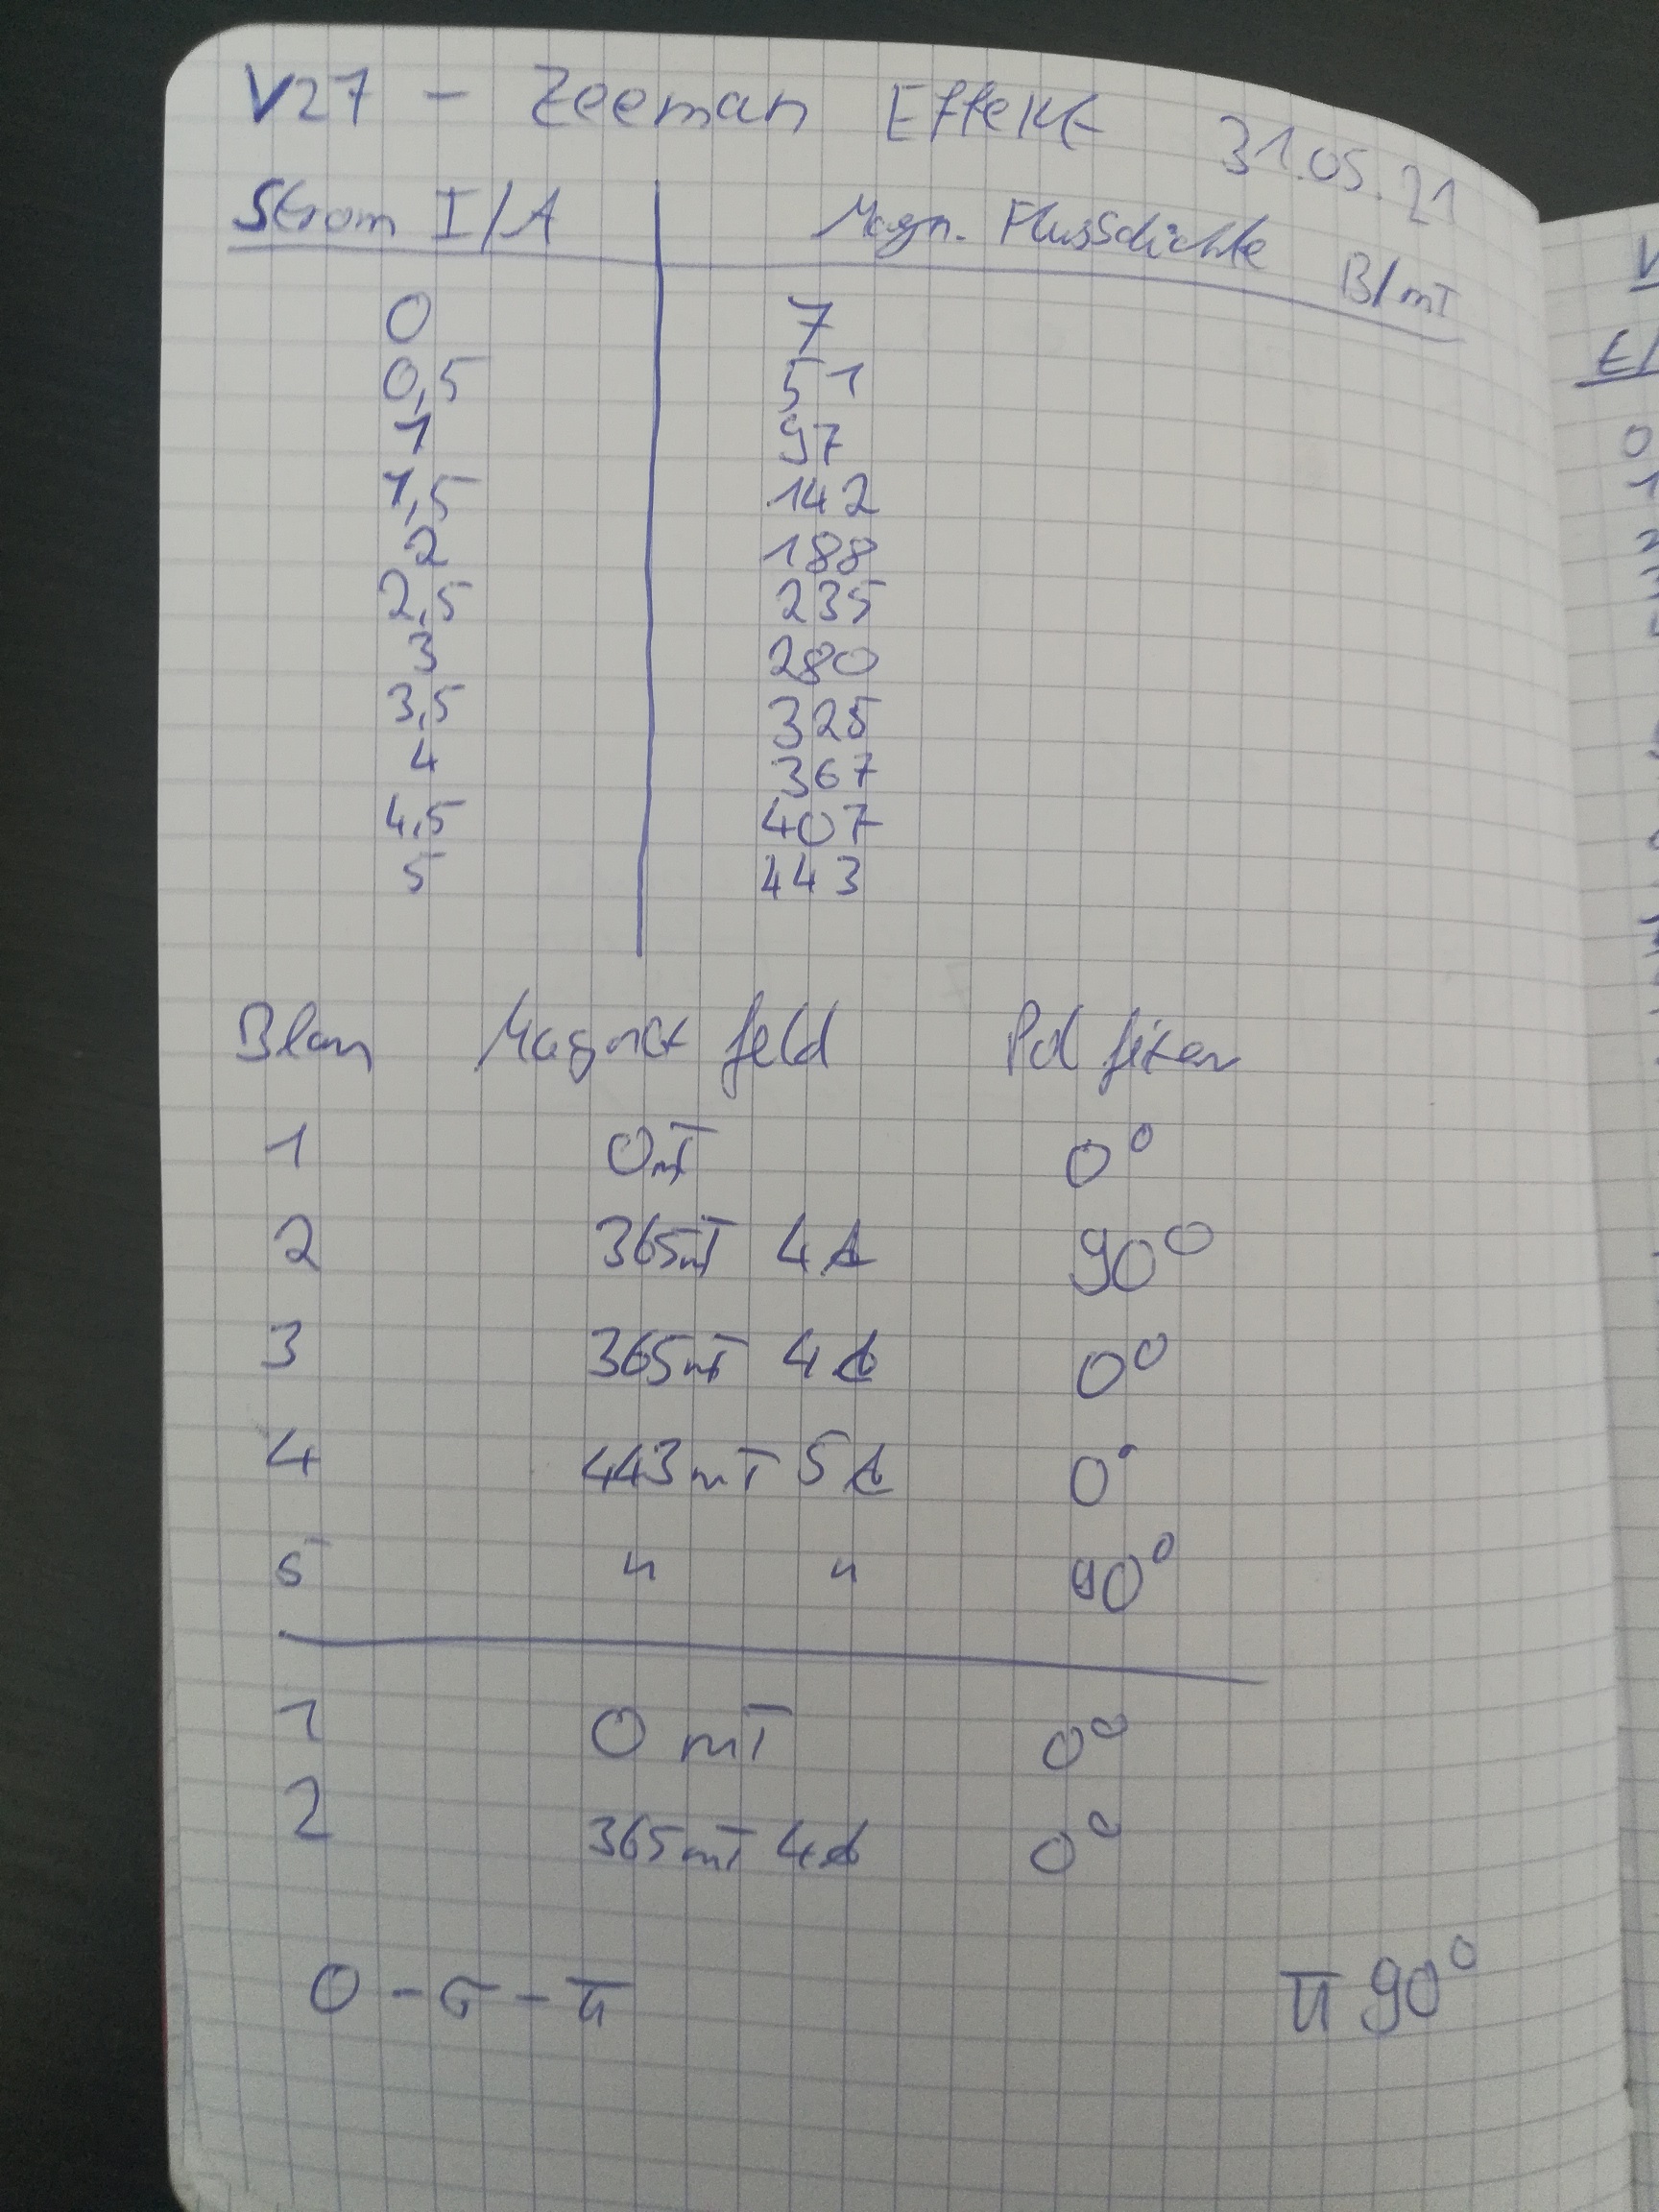 V27 - Zeeman Effekt 31.05.21
Strom I/A Magn. Flussdichte B/mT
0 7
0,5 51
1 97
1,5 142
2 188
2,5 235
3 280
3,5 325
4 367
4,5 407
5 443
Blau Magnetfeld Pol filter
1 0mT 0°
2 365mT 4A 90°
3 365mT 4A 0°
4 443mT 5A 0°
5 " " 90°
1 0 mT 0°
2 365mT 4A 0°
0 - σ - π π 90°